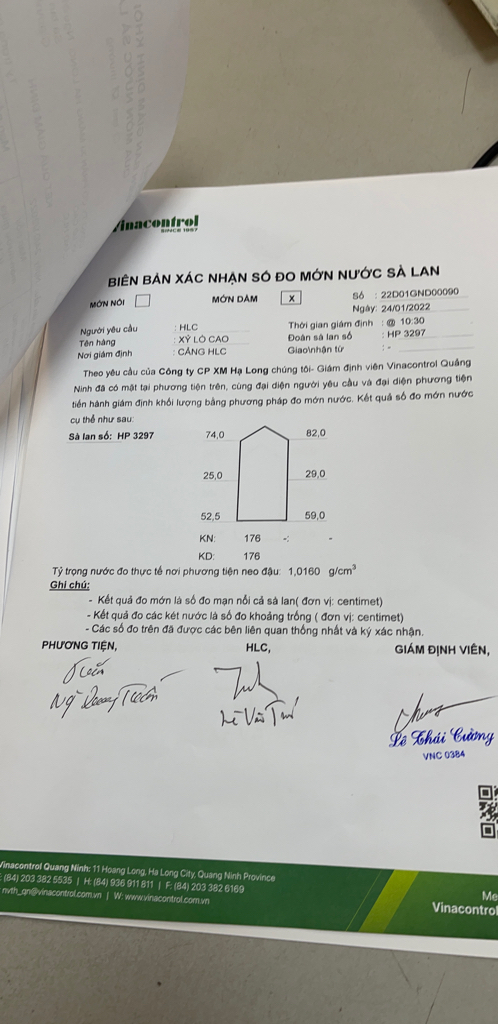 Vinacontrol
SINCE 1957
BIÊN BẢN XÁC NHẬN SỐ ĐO MỚN NƯỚC SÀ LAN
MỚN NỔI MỚN DẦM X Số : 22D01GND00090
Ngày: 24/01/2022
Người yêu cầu : HLC Thời gian giám định : @ 10:30
Tên hàng : XỶ LÒ CAO Đoàn sà lan số : HP 3297
Nơi giám định : CẢNG HLC Giao\nhận từ : -
Theo yêu cầu của Công ty CP XM Hạ Long chúng tôi- Giám định viên Vinacontrol Quảng
Ninh đã có mặt tại phương tiện trên, cùng đại diện người yêu cầu và đại diện phương tiện
tiến hành giám định khối lượng bằng phương pháp đo mớn nước. Kết quả số đo mớn nước
cụ thể như sau:
Sà lan số: HP 3297 74,0 82,0
25,0 29,0
52,5 59,0
KN: 176 -: -
KD: 176
Tỷ trọng nước đo thực tế nơi phương tiện neo đậu: 1,0160 g/cm³
Ghi chú:
- Kết quả đo mớn là số đo mạn nổi cả sà lan( đơn vị: centimet)
- Kết quả đo các két nước là số đo khoảng trống ( đơn vị: centimet)
- Các số đo trên đã được các bên liên quan thống nhất và ký xác nhận.
PHƯƠNG TIỆN, HLC, GIÁM ĐỊNH VIÊN,
Lê Thái Cường
VNC 0384
Vinacontrol Quang Ninh: 11 Hoang Long, Ha Long City, Quang Ninh Province
: (84) 203 382 5535 | H: (84) 936 911 811 | F: (84) 203 382 6169
: nvth_qn@vinacontrol.com.vn | W: www.vinacontrol.com.vn
Me
Vinacontrol